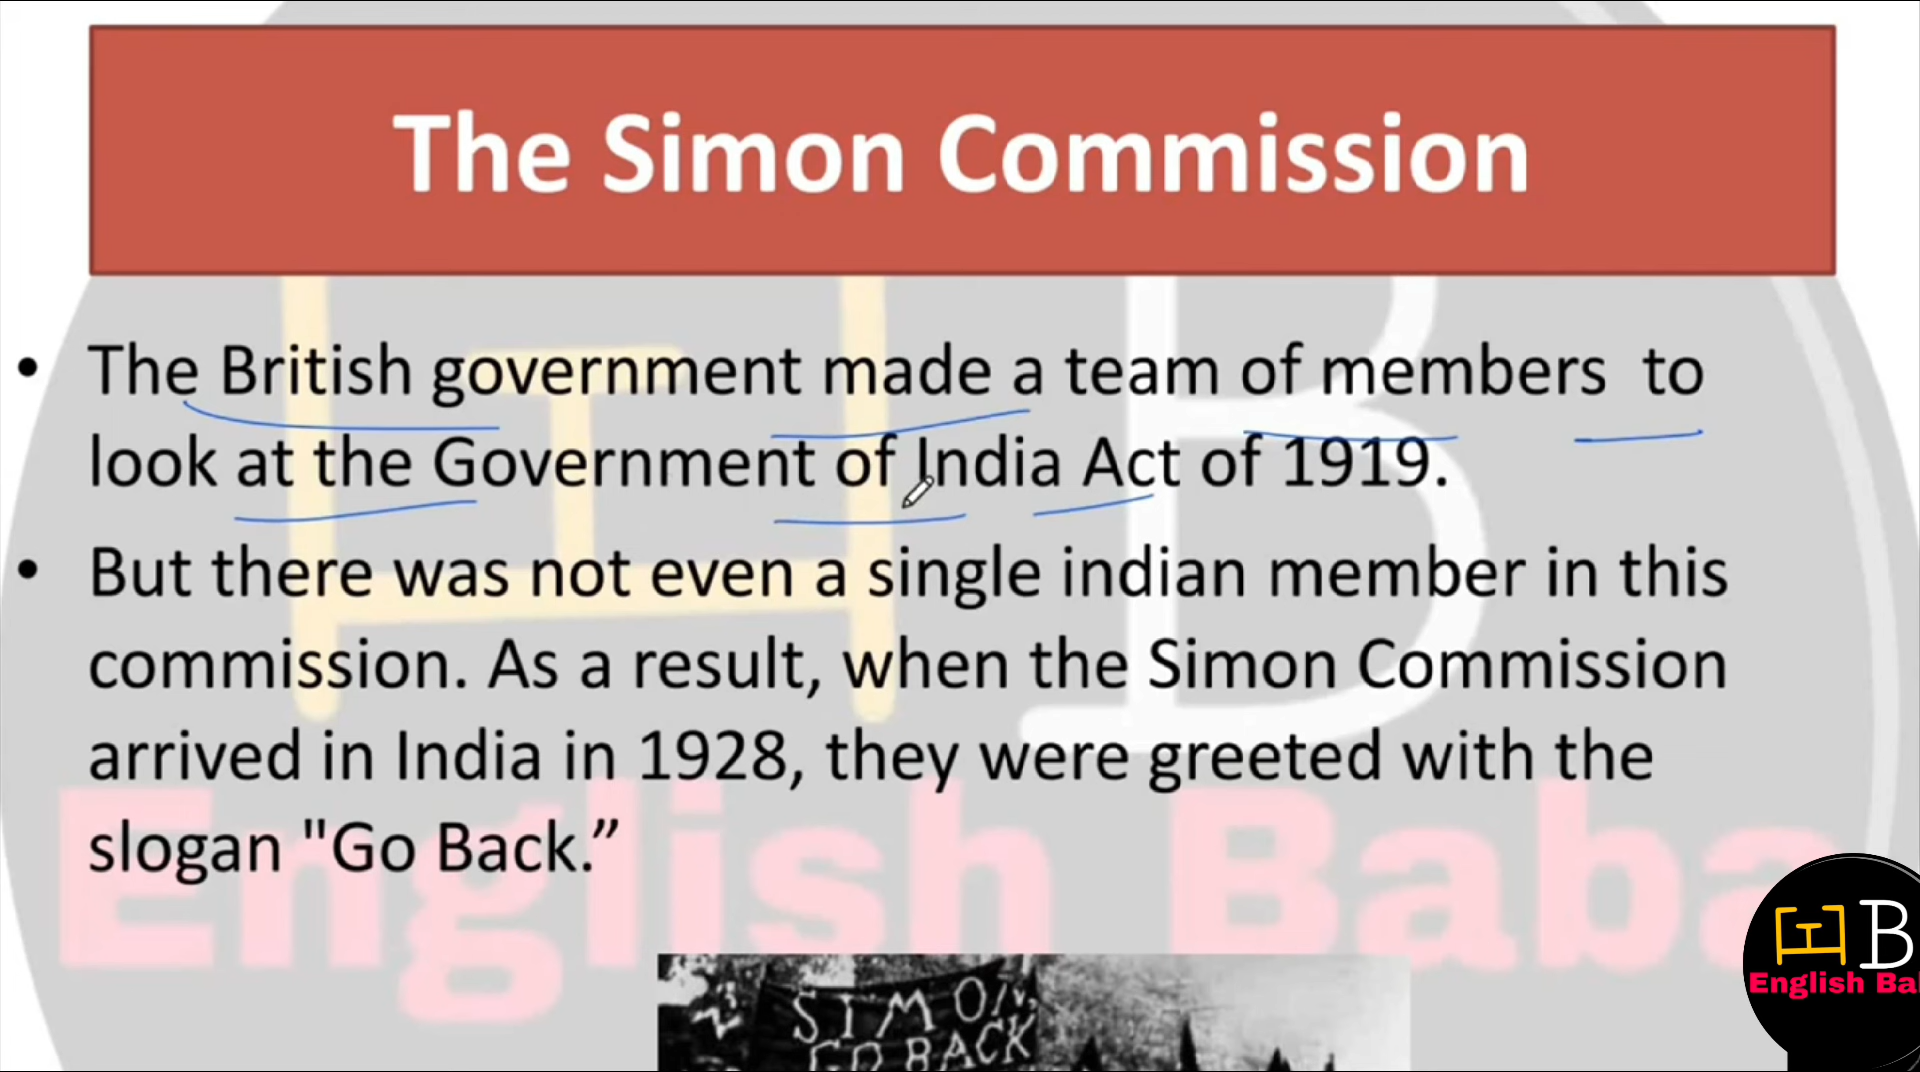 The Simon Commission
• The British government made a team of members to
look at the Government of India Act of 1919.
• But there was not even a single indian member in this
commission. As a result, when the Simon Commission
arrived in India in 1928, they were greeted with the
slogan "Go Back.”
English Baba
SIMON
GO BACK
B
English Ba